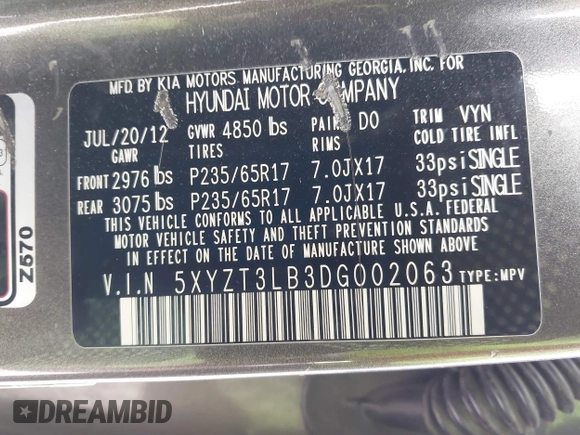 MFD. BY KIA MOTORS MANUFACTURING GEORGIA, INC. FOR
HYUNDAI MOTOR COMPANY
JUL/20/12 GVWR 4850 lbs PAINT DO TRIM VYN
GAWR TIRES RIMS COLD TIRE INFL
FRONT 2976 lbs P235/65R17 7.0JX17 33psi SINGLE
REAR 3075 lbs P235/65R17 7.0JX17 33psi SINGLE
THIS VEHICLE CONFORMS TO ALL APPLICABLE U.S.A. FEDERAL
MOTOR VEHICLE SAFETY AND THEFT PREVENTION STANDARDS
IN EFFECT ON THE DATE OF MANUFACTURE SHOWN ABOVE.
V.I.N 5XYZT3LB3DG002063 TYPE: MPV
Z570
DREAMBID